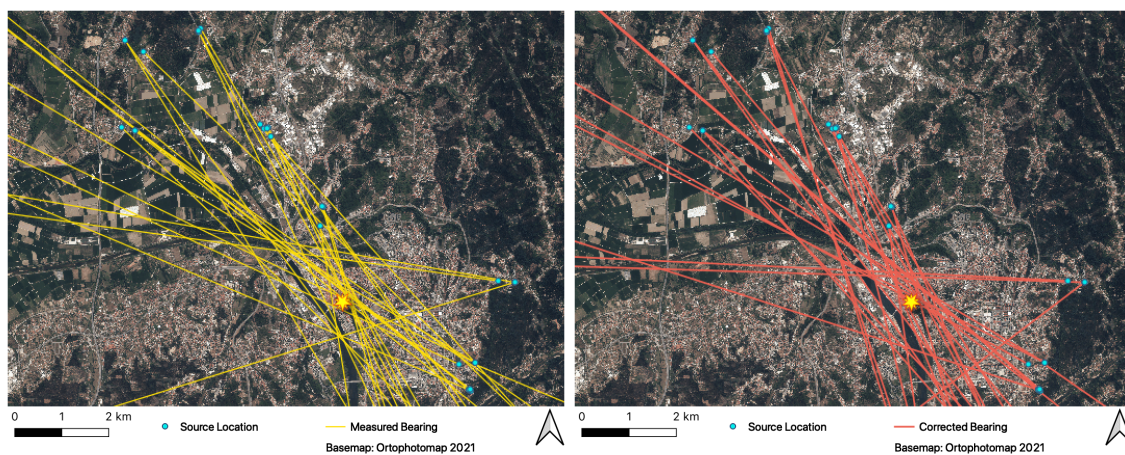 0 1 2 km
Source Location
Measured Bearing
Basemap: Ortophotomap 2021
0 1 2 km
Source Location
Corrected Bearing
Basemap: Ortophotomap 2021